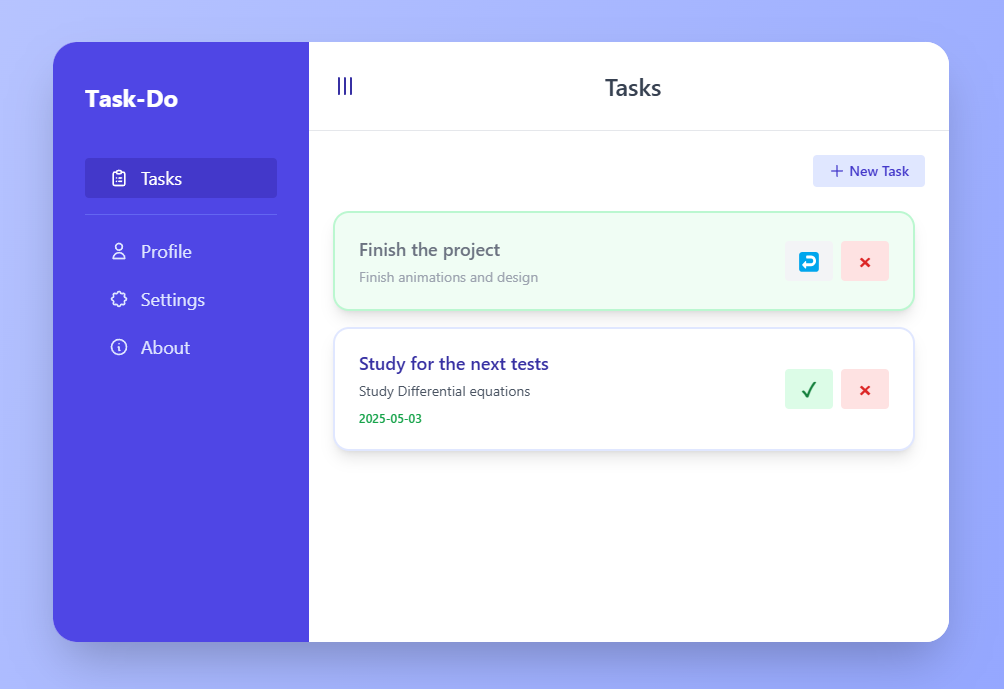 Task-Do
Tasks
Profile
Settings
About
Tasks
New Task
Finish the project
Finish animations and design
Study for the next tests
Study Differential equations
2025-05-03